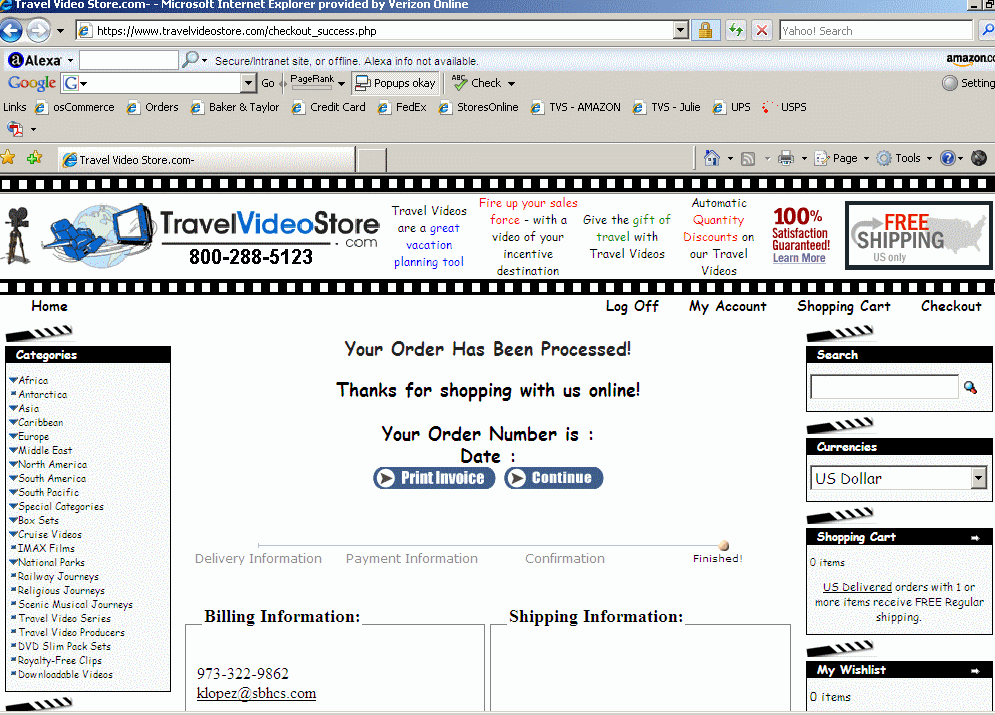 Travel Video Store.com- - Microsoft Internet Explorer provided by Verizon Online
https://www.travelvideostore.com/checkout_success.php
Yahoo! Search
Alexa
Secure/Intranet site, or offline. Alexa info not available.
amazon.co
Google
G
Go
PageRank
Popups okay
ABC
Check
Setting
Links
osCommerce
Orders
Baker & Taylor
Credit Card
FedEx
StoresOnline
TVS - AMAZON
TVS - Julie
UPS
USPS
Travel Video Store.com-
Page
Tools
TravelVideoStore
.com
800-288-5123
Travel Videos
are a great
vacation
planning tool
Fire up your sales
force - with a
video of your
incentive
destination
Give the gift of
travel with
Travel Videos
Automatic
Quantity
Discounts on
our Travel
Videos
100%
Satisfaction
Guaranteed!
Learn More
FREE
SHIPPING
US only
Home
Log Off
My Account
Shopping Cart
Checkout
Categories
Africa
Antarctica
Asia
Caribbean
Europe
Middle East
North America
South America
South Pacific
Special Categories
Box Sets
Cruise Videos
IMAX Films
National Parks
Railway Journeys
Religious Journeys
Scenic Musical Journeys
Travel Video Series
Travel Video Producers
DVD Slim Pack Sets
Royalty-Free Clips
Downloadable Videos
Your Order Has Been Processed!
Thanks for shopping with us online!
Your Order Number is :
Date :
Print Invoice
Continue
Delivery Information
Payment Information
Confirmation
Finished!
Billing Information:
973-322-9862
klopez@sbhcs.com
Shipping Information:
Search
Currencies
US Dollar
Shopping Cart
0 items
US Delivered orders with 1 or
more items receive FREE Regular
shipping.
My Wishlist
0 items